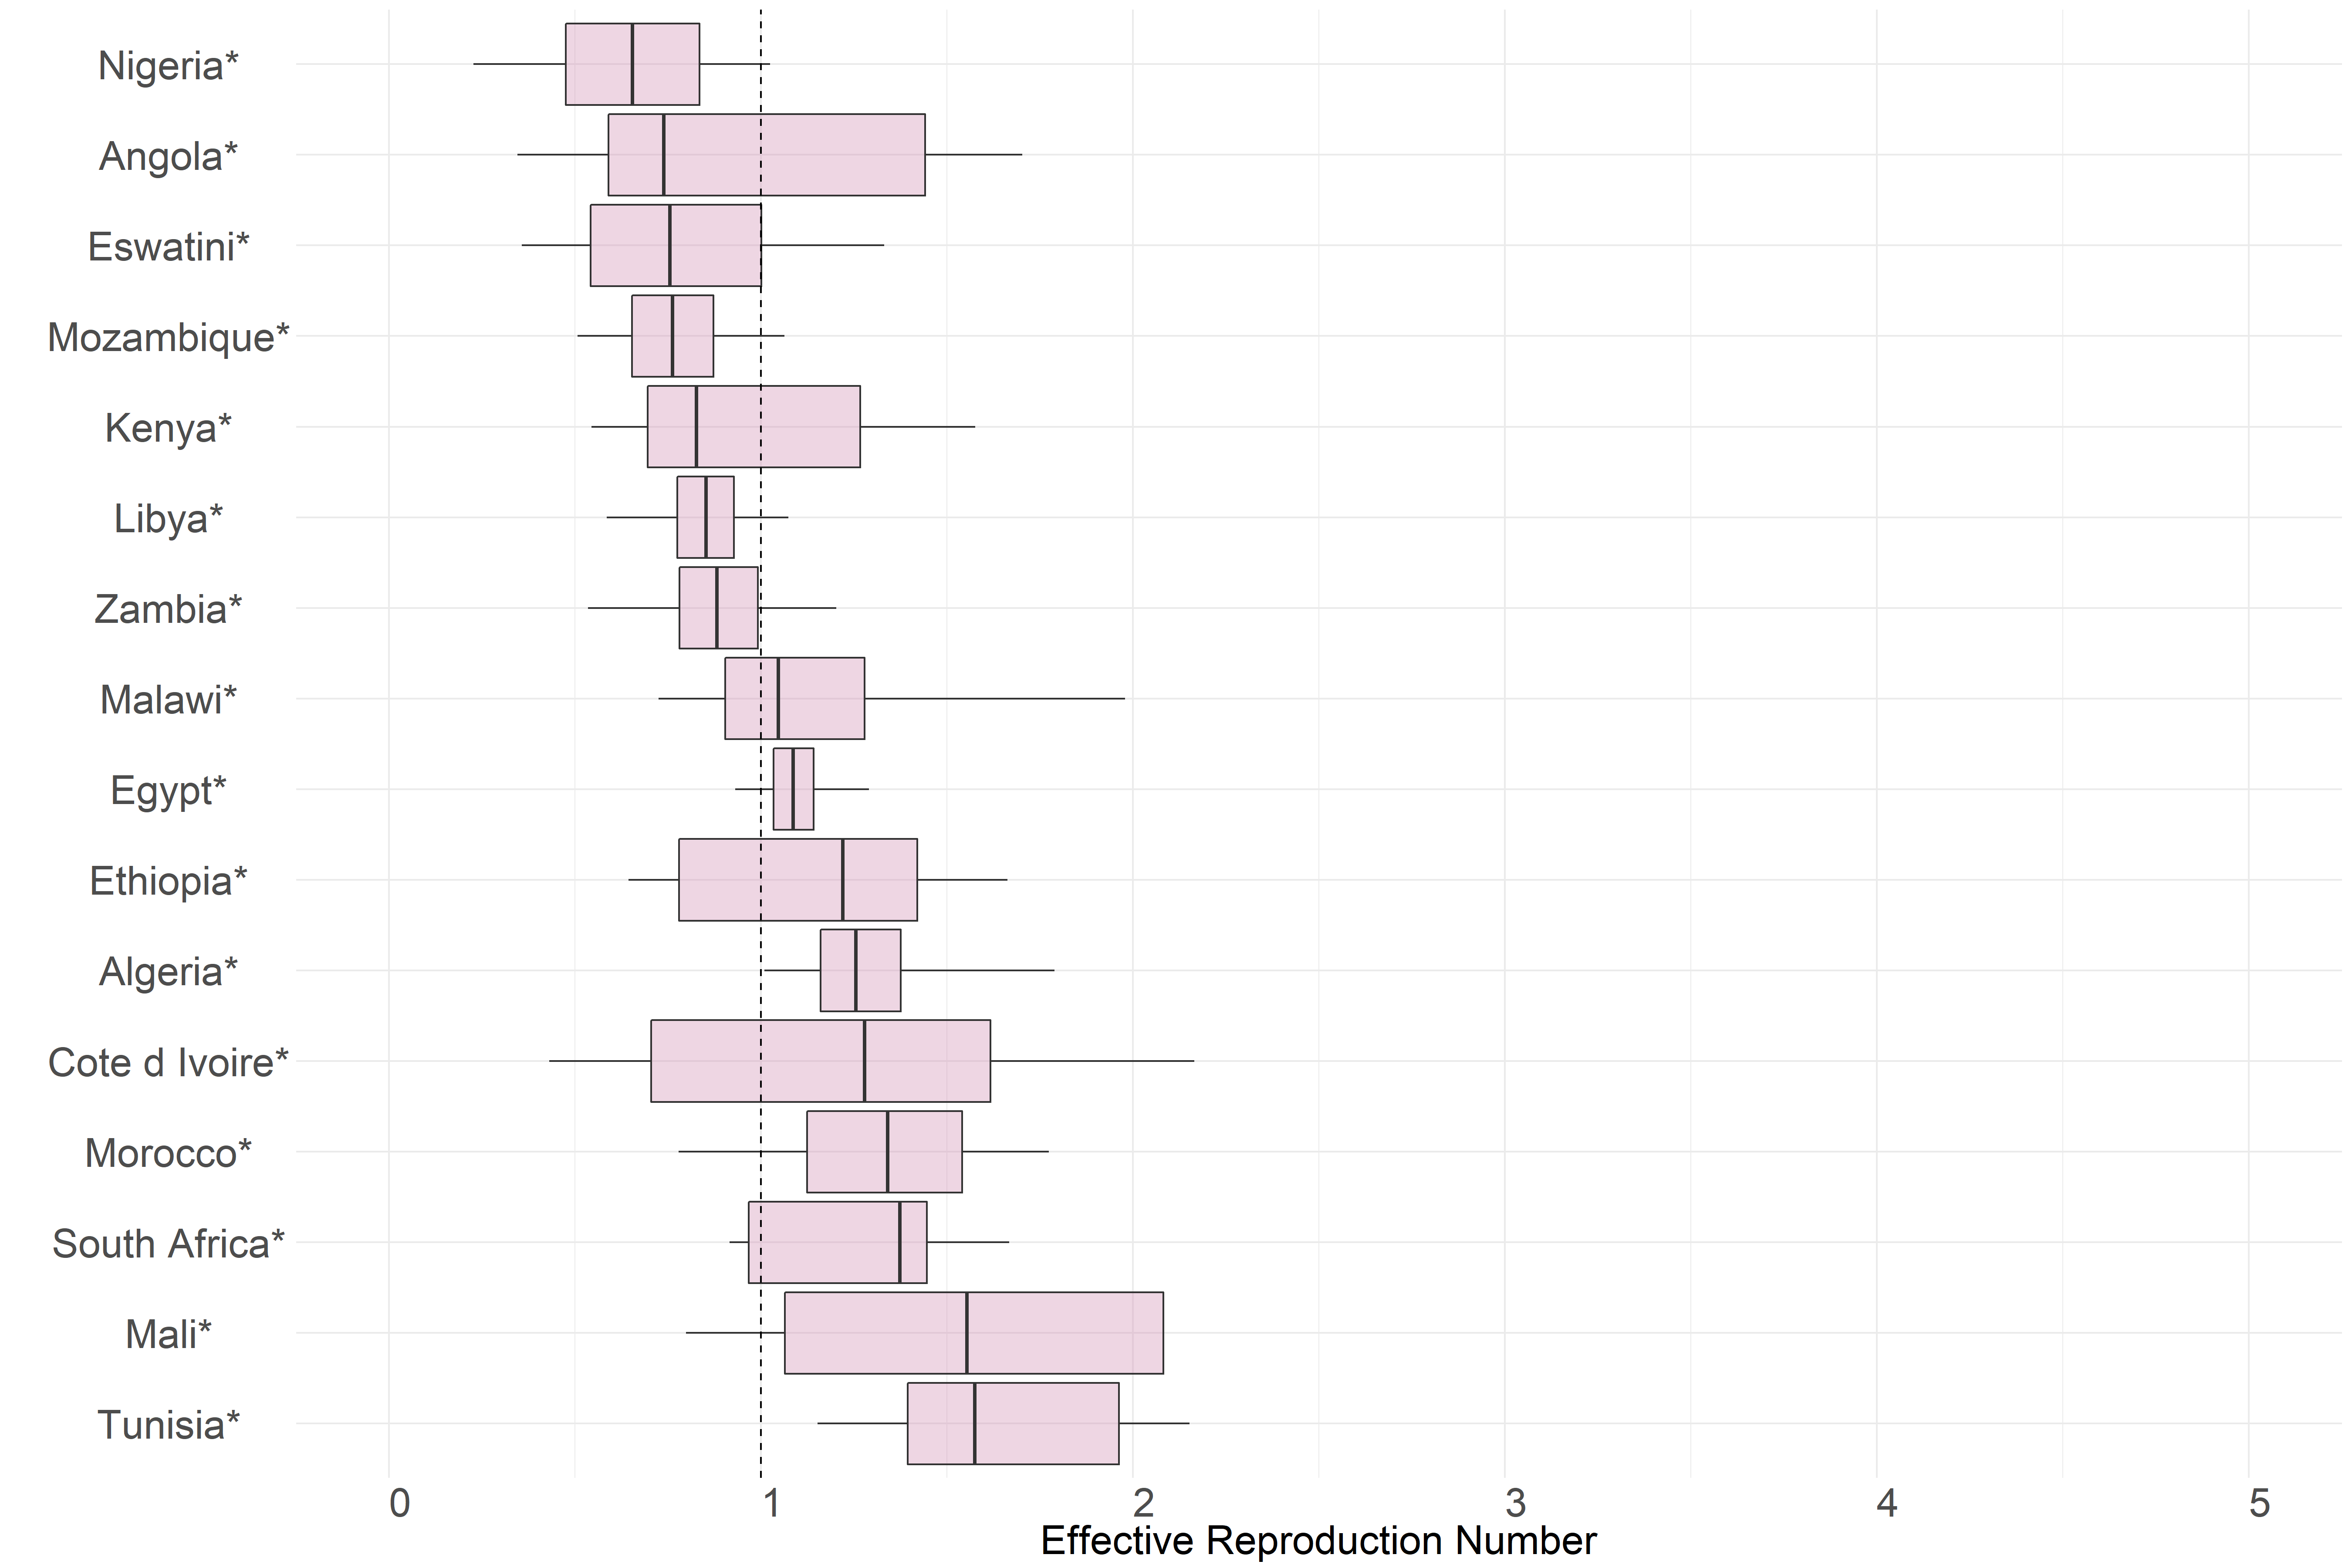 Nigeria*
Angola*
Eswatini*
Mozambique*
Kenya*
Libya*
Zambia*
Malawi*
Egypt*
Ethiopia*
Algeria*
Cote d Ivoire*
Morocco*
South Africa*
Mali*
Tunisia*
0 1 2 3 4 5
Effective Reproduction Number